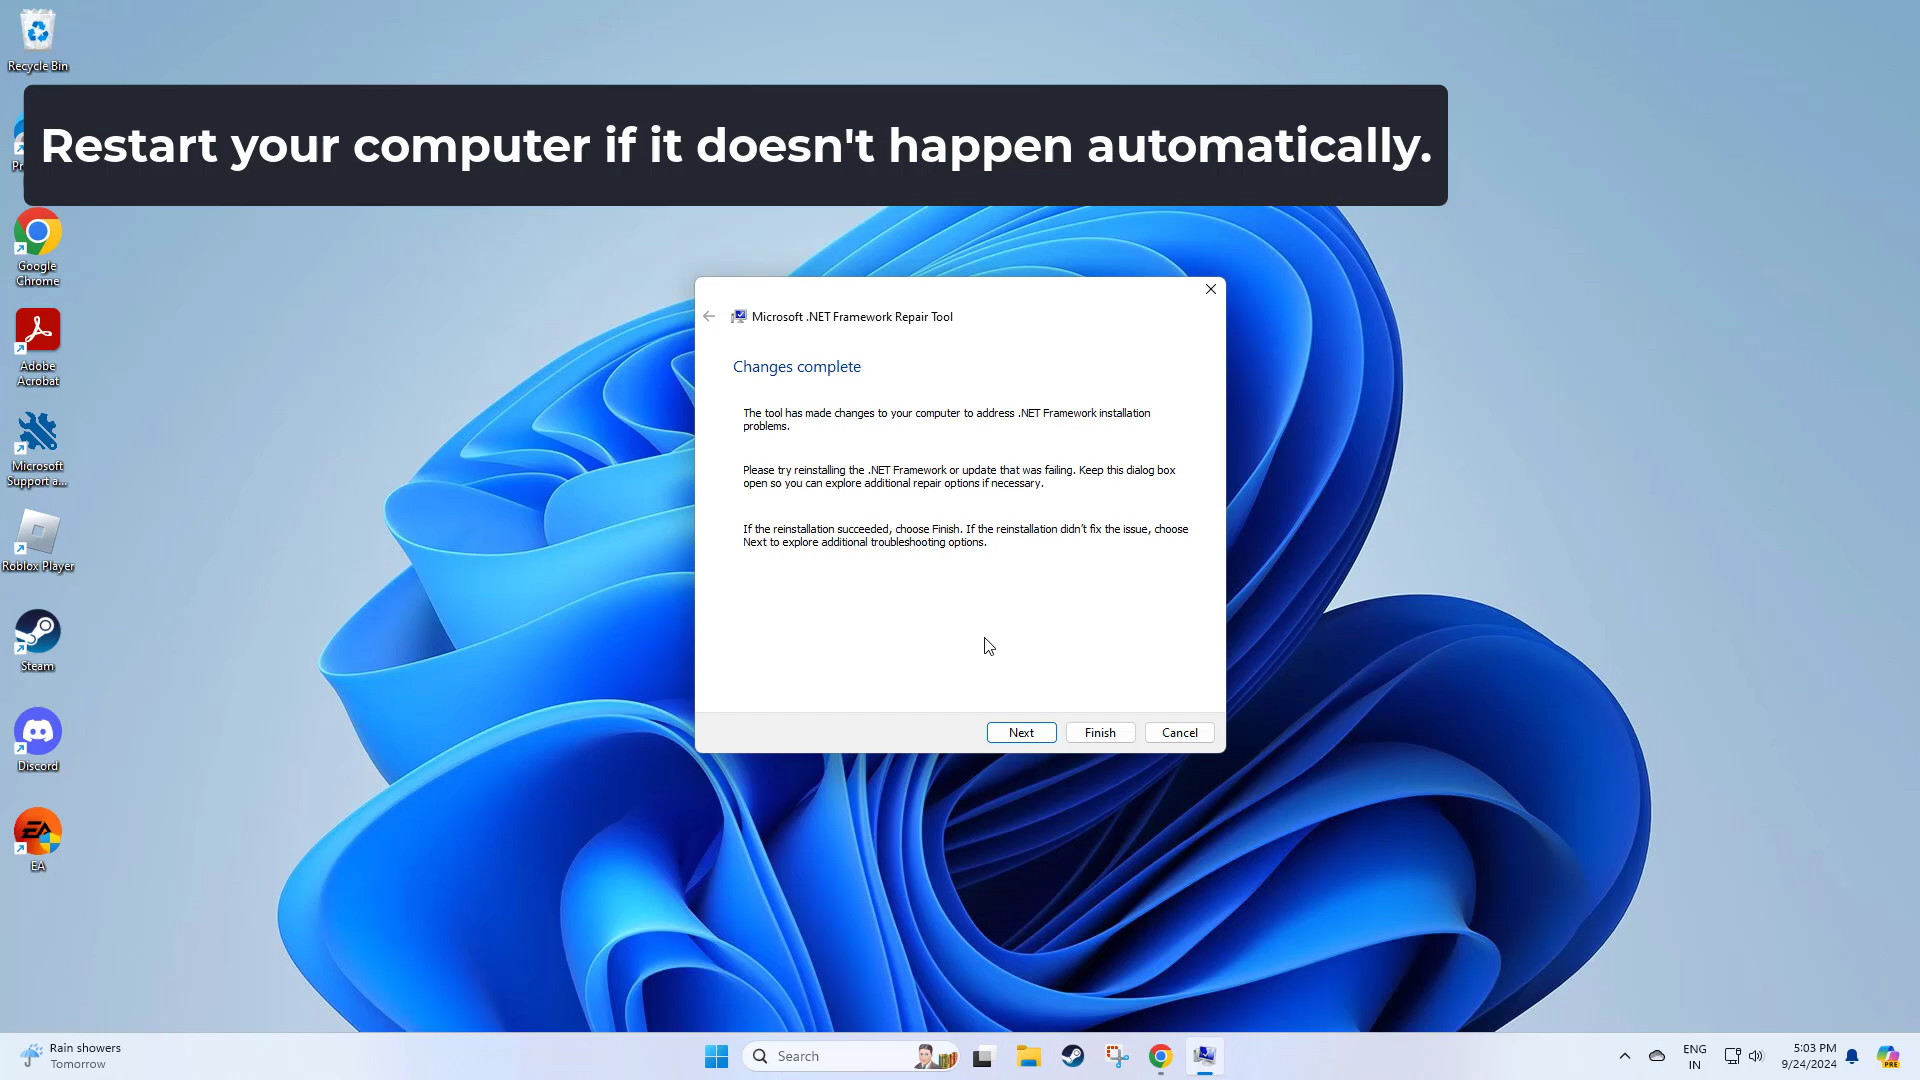 Recycle Bin
Restart your computer if it doesn't happen automatically.
Google
Chrome
Adobe
Acrobat
Microsoft
Support a...
Roblox Player
Steam
Discord
EA
EA
Microsoft .NET Framework Repair Tool
Changes complete
The tool has made changes to your computer to address .NET Framework installation
problems.
Please try reinstalling the .NET Framework or update that was failing. Keep this dialog box
open so you can explore additional repair options if necessary.
If the reinstallation succeeded, choose Finish. If the reinstallation didn't fix the issue, choose
Next to explore additional troubleshooting options.
Next
Finish
Cancel
Rain showers
Tomorrow
Search
ENG
IN
5:03 PM
9/24/2024
PRE